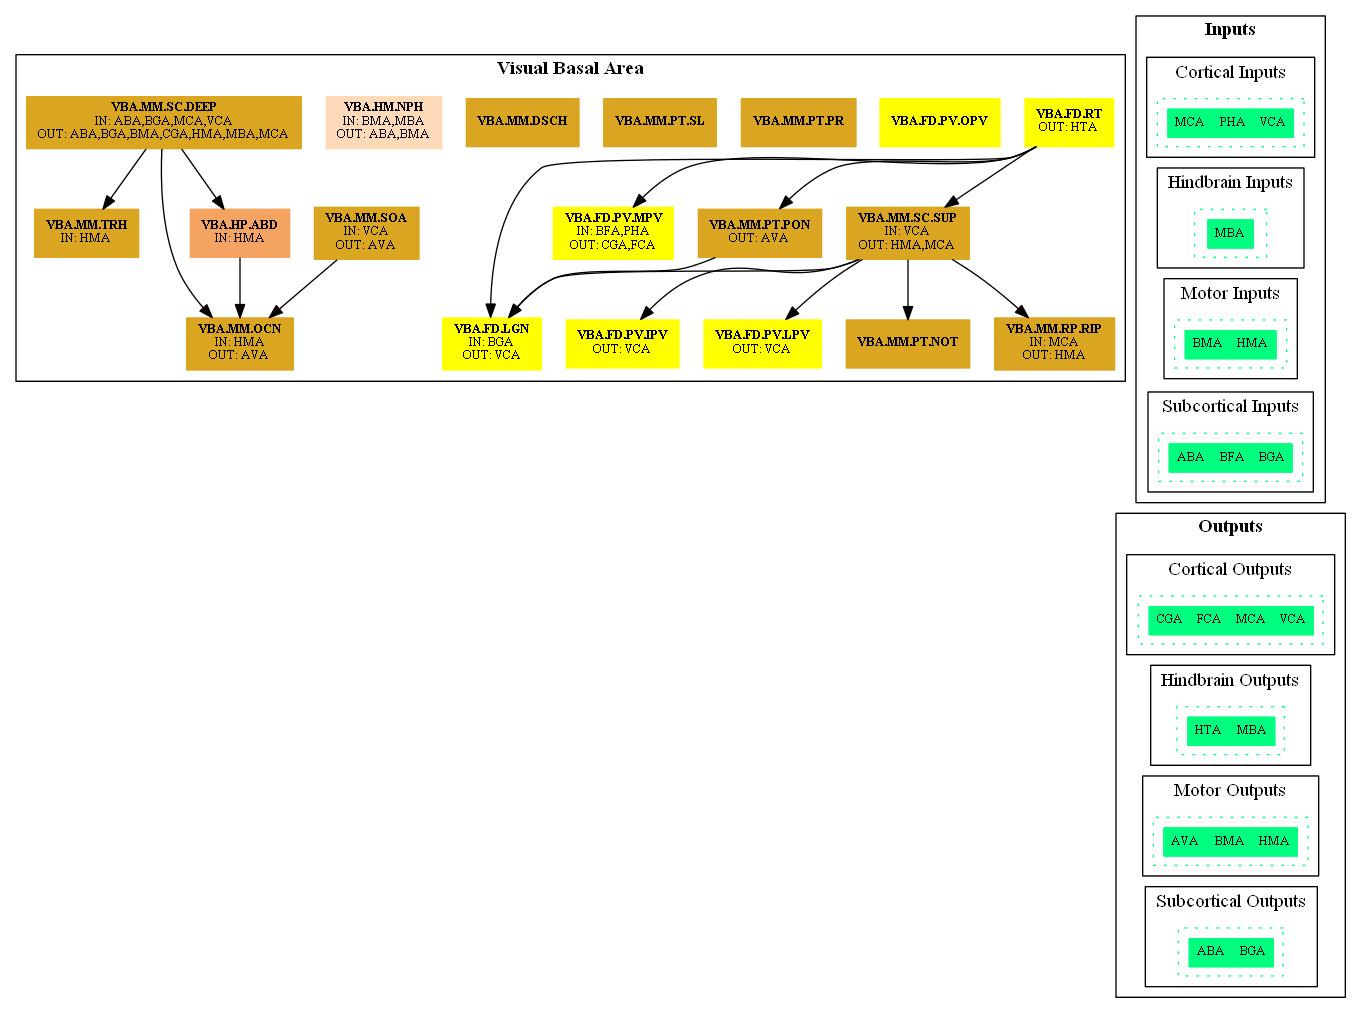 Visual Basal Area
VBA.MM.SC.DEEP
IN: ABA,BGA,MCA,VCA
OUT: ABA,BGA,BMA,CGA,HMA,MBA,MCA
VBA.HM.NPH
IN: BMA,MBA
OUT: ABA,BMA
VBA.MM.DSCH
VBA.MM.PT.SL
VBA.MM.PT.PR
VBA.FD.PV.OPV
VBA.FD.RT
OUT: HTA
VBA.MM.TRH
IN: HMA
VBA.HP.ABD
IN: HMA
VBA.MM.SOA
IN: VCA
OUT: AVA
VBA.FD.PV.MPV
IN: BFA,PHA
OUT: CGA,FCA
VBA.MM.PT.PON
OUT: AVA
VBA.MM.SC.SUP
IN: VCA
OUT: HMA,MCA
VBA.MM.OCN
IN: HMA
OUT: AVA
VBA.FD.LGN
IN: BGA
OUT: VCA
VBA.FD.PV.IPV
OUT: VCA
VBA.FD.PV.LPV
OUT: VCA
VBA.MM.PT.NOT
VBA.MM.RP.RIP
IN: MCA
OUT: HMA
Inputs
Cortical Inputs
MCA PHA VCA
Hindbrain Inputs
MBA
Motor Inputs
BMA HMA
Subcortical Inputs
ABA BFA BGA
Outputs
Cortical Outputs
CGA FCA MCA VCA
Hindbrain Outputs
HTA MBA
Motor Outputs
AVA BMA HMA
Subcortical Outputs
ABA BGA